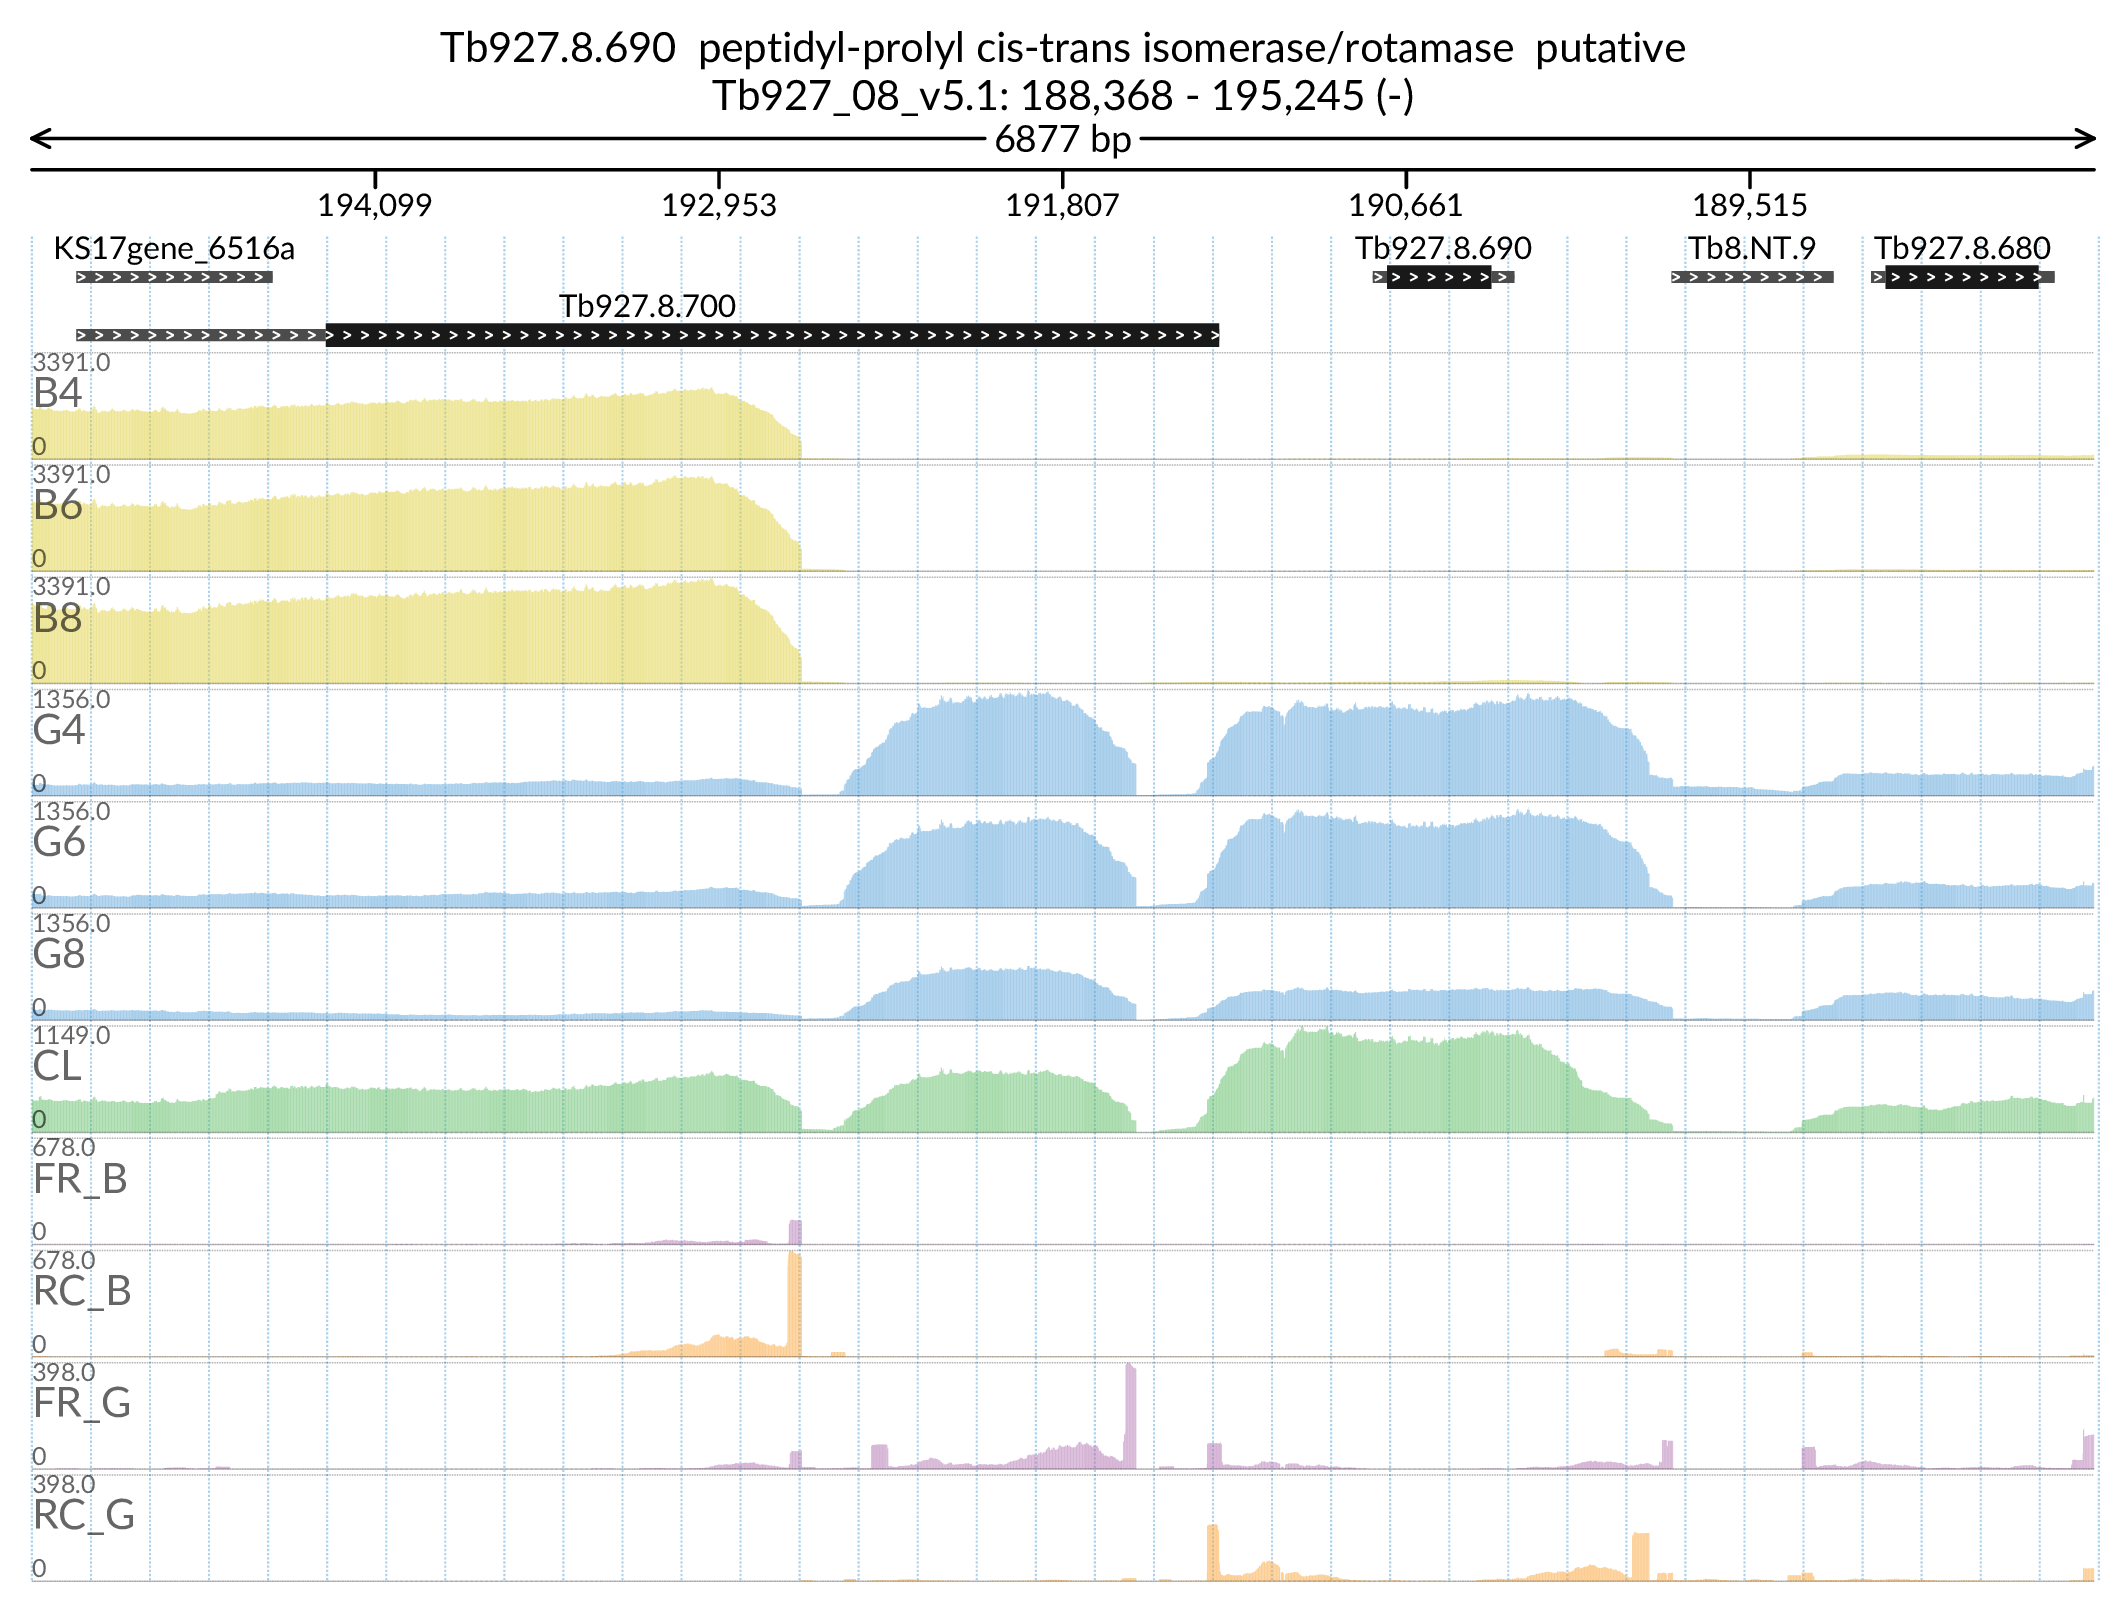 Tb927.8.690 peptidyl-prolyl cis-trans isomerase/rotamase putative
Tb927_08_v5.1: 188,368 - 195,245 (-)
6877 bp
194,099 192,953 191,807 190,661 189,515
KS17gene_6516a Tb927.8.690 Tb8.NT.9 Tb927.8.680
Tb927.8.700
3391.0
B4
0
3391.0
B6
0
3391.0
B8
0
1356.0
G4
0
1356.0
G6
0
1356.0
G8
0
1149.0
CL
0
678.0
FR_B
0
678.0
RC_B
0
398.0
FR_G
0
398.0
RC_G
0